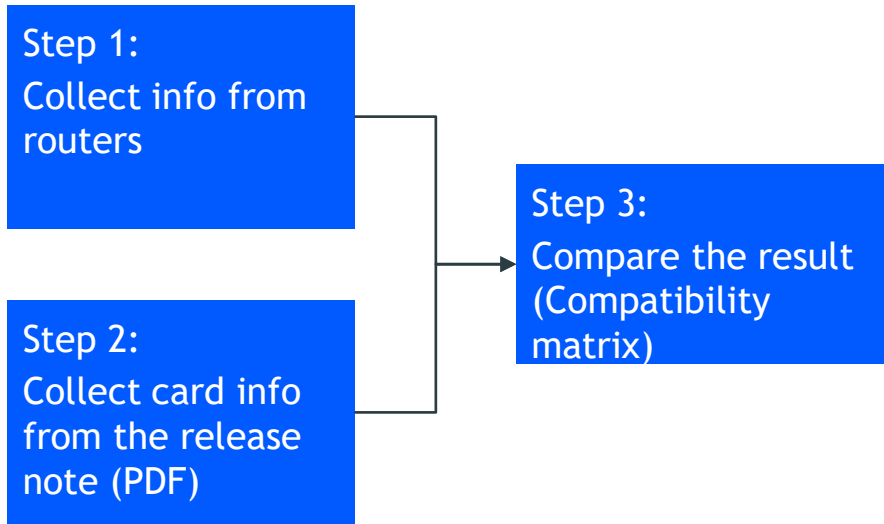 Step 1:
Collect info from
routers
Step 2:
Collect card info
from the release
note (PDF)
Step 3:
Compare the result
(Compatibility
matrix)